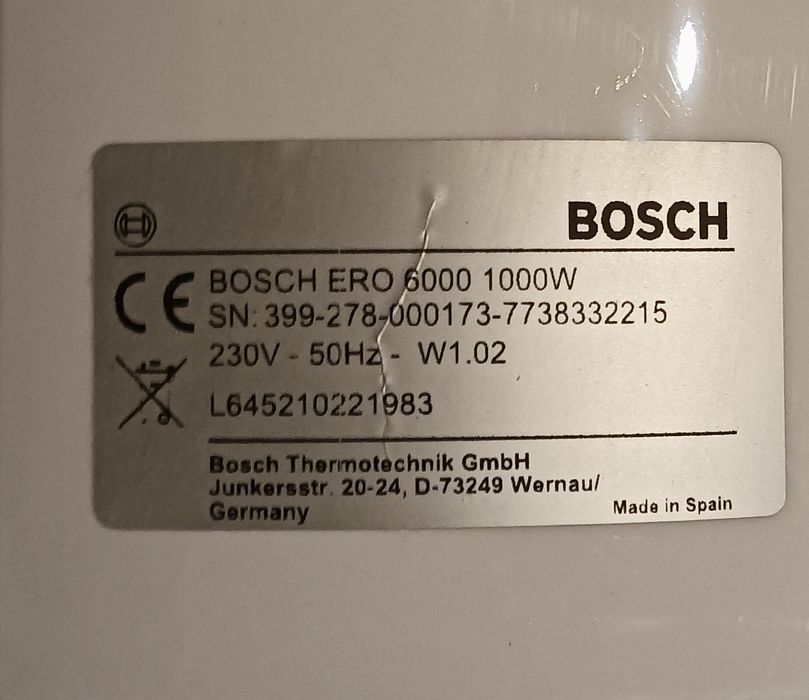 BOSCH
CE
BOSCH ERO 6000 1000W
SN: 399-278-000173-7738332215
230V - 50Hz - W1.02
L645210221983
Bosch Thermotechnik GmbH
Junkersstr. 20-24, D-73249 Wernau/
Germany
Made in Spain